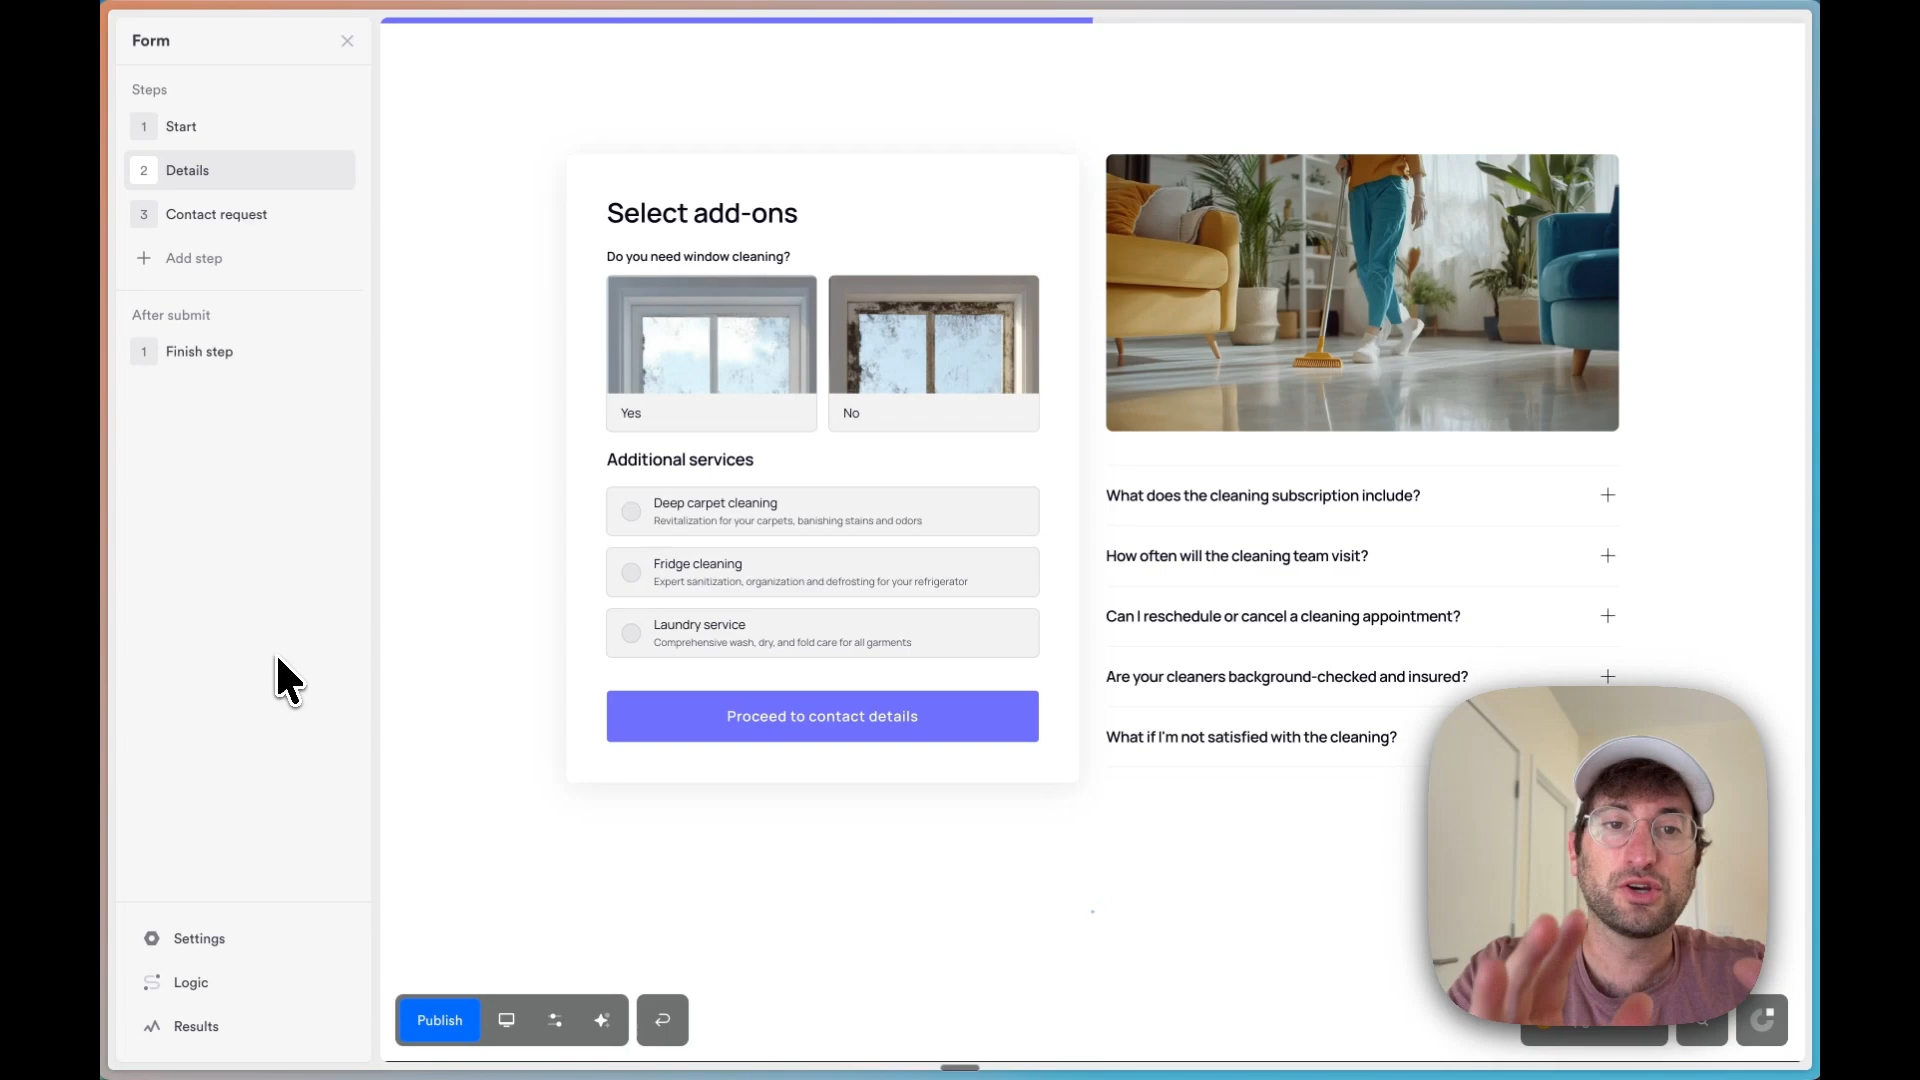 Form
Steps
1 Start
2 Details
3 Contact request
Add step
After submit
1 Finish step
Settings
Logic
Results
Select add-ons
Do you need window cleaning?
Yes
No
Additional services
Deep carpet cleaning
Revitalization for your carpets, banishing stains and odors
Fridge cleaning
Expert sanitization, organization and defrosting for your refrigerator
Laundry service
Comprehensive wash, dry, and fold care for all garments
Proceed to contact details
What does the cleaning subscription include?
How often will the cleaning team visit?
Can I reschedule or cancel a cleaning appointment?
Are your cleaners background-checked and insured?
What if I'm not satisfied with the cleaning?
Publish